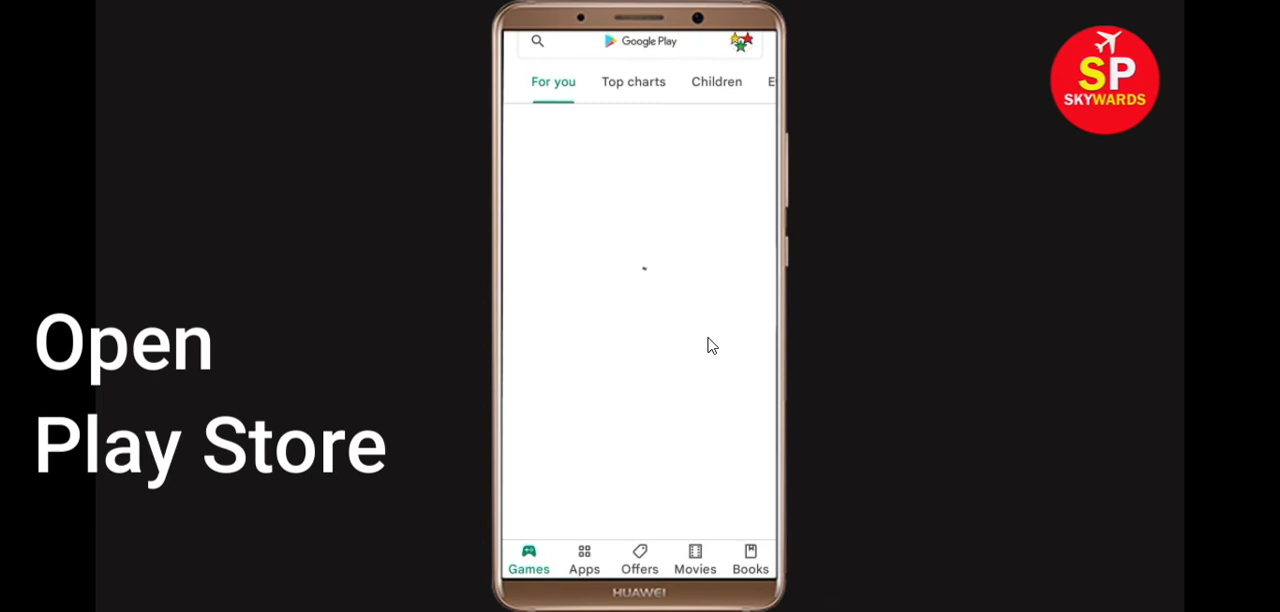 Google Play
For you Top charts Children E
SP
SKYWARDS
Open
Play Store
Games Apps Offers Movies Books
HUAWEI